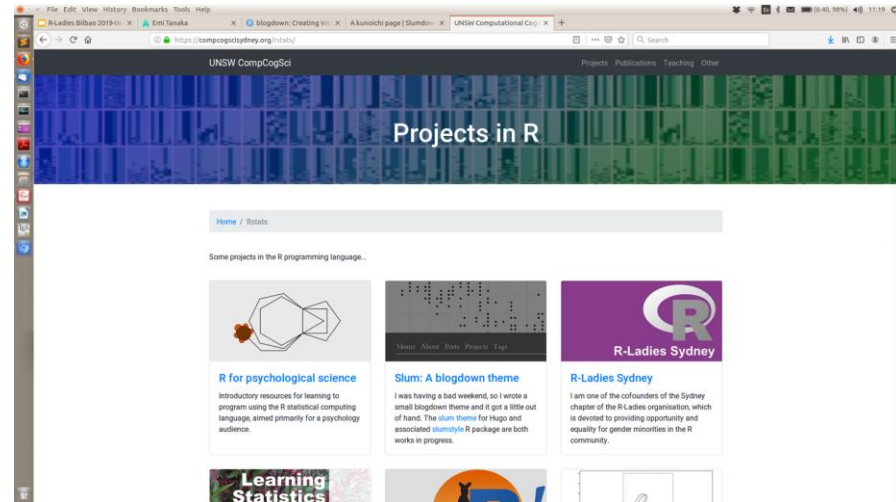 File Edit View History Bookmarks Tools Help
(6:40, 98%) 11:19
R-Ladies Bilbao 2019-06-
Emi Tanaka
blogdown: Creating We
A kunoichi page | Slumdow
UNSW Computational Cog
https://compcogscisydney.org/rstats/
Search
UNSW CompCogSci
Projects Publications Teaching Other
Projects in R
Home / Rstats
Some projects in the R programming language...
Home About Posts Projects Tags
R
R-Ladies Sydney
R for psychological science
Introductory resources for learning to
program using the R statistical computing
language, aimed primarily for a psychology
audience.
Slum: A blogdown theme
I was having a bad weekend, so I wrote a
small blogdown theme and it got a little out
of hand. The slum theme for Hugo and
associated slumstyle R package are both
works in progress.
R-Ladies Sydney
I am one of the cofounders of the Sydney
chapter of the R-Ladies organisation, which
is devoted to providing opportunity and
equality for gender minorities in the R
community.
Learning
Statistics